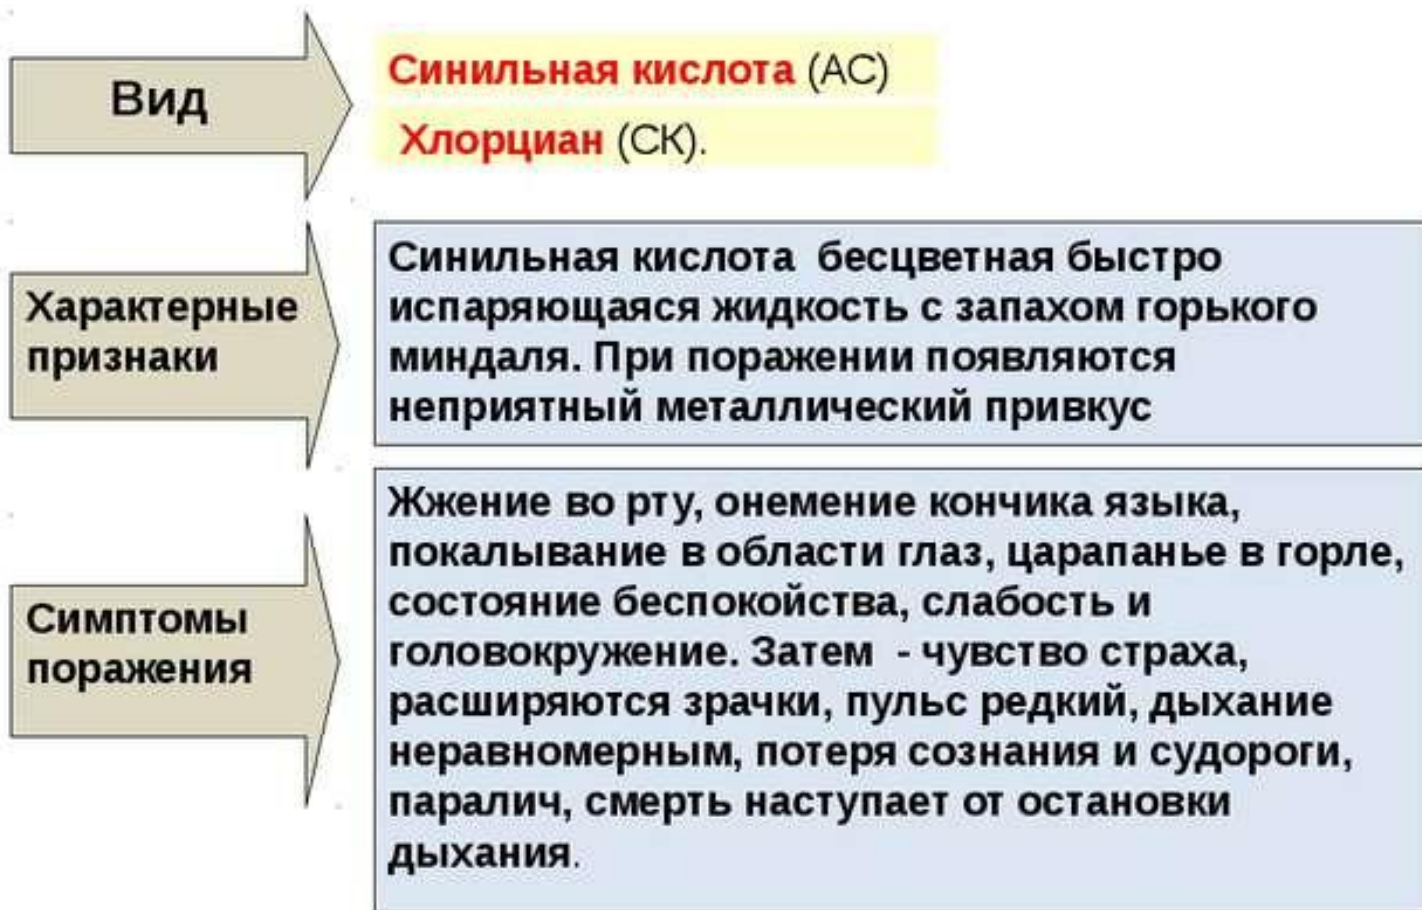 Вид
Синильная кислота (АС)
Хлорциан (СК).
Характерные
признаки
Синильная кислота бесцветная быстро
испаряющаяся жидкость с запахом горького
миндаля. При поражении появляются
неприятный металлический привкус
Симптомы
поражения
Жжение во рту, онемение кончика языка,
покалывание в области глаз, царапанье в горле,
состояние беспокойства, слабость и
головокружение. Затем - чувство страха,
расширяются зрачки, пульс редкий, дыхание
неравномерным, потеря сознания и судороги,
паралич, смерть наступает от остановки
дыхания.